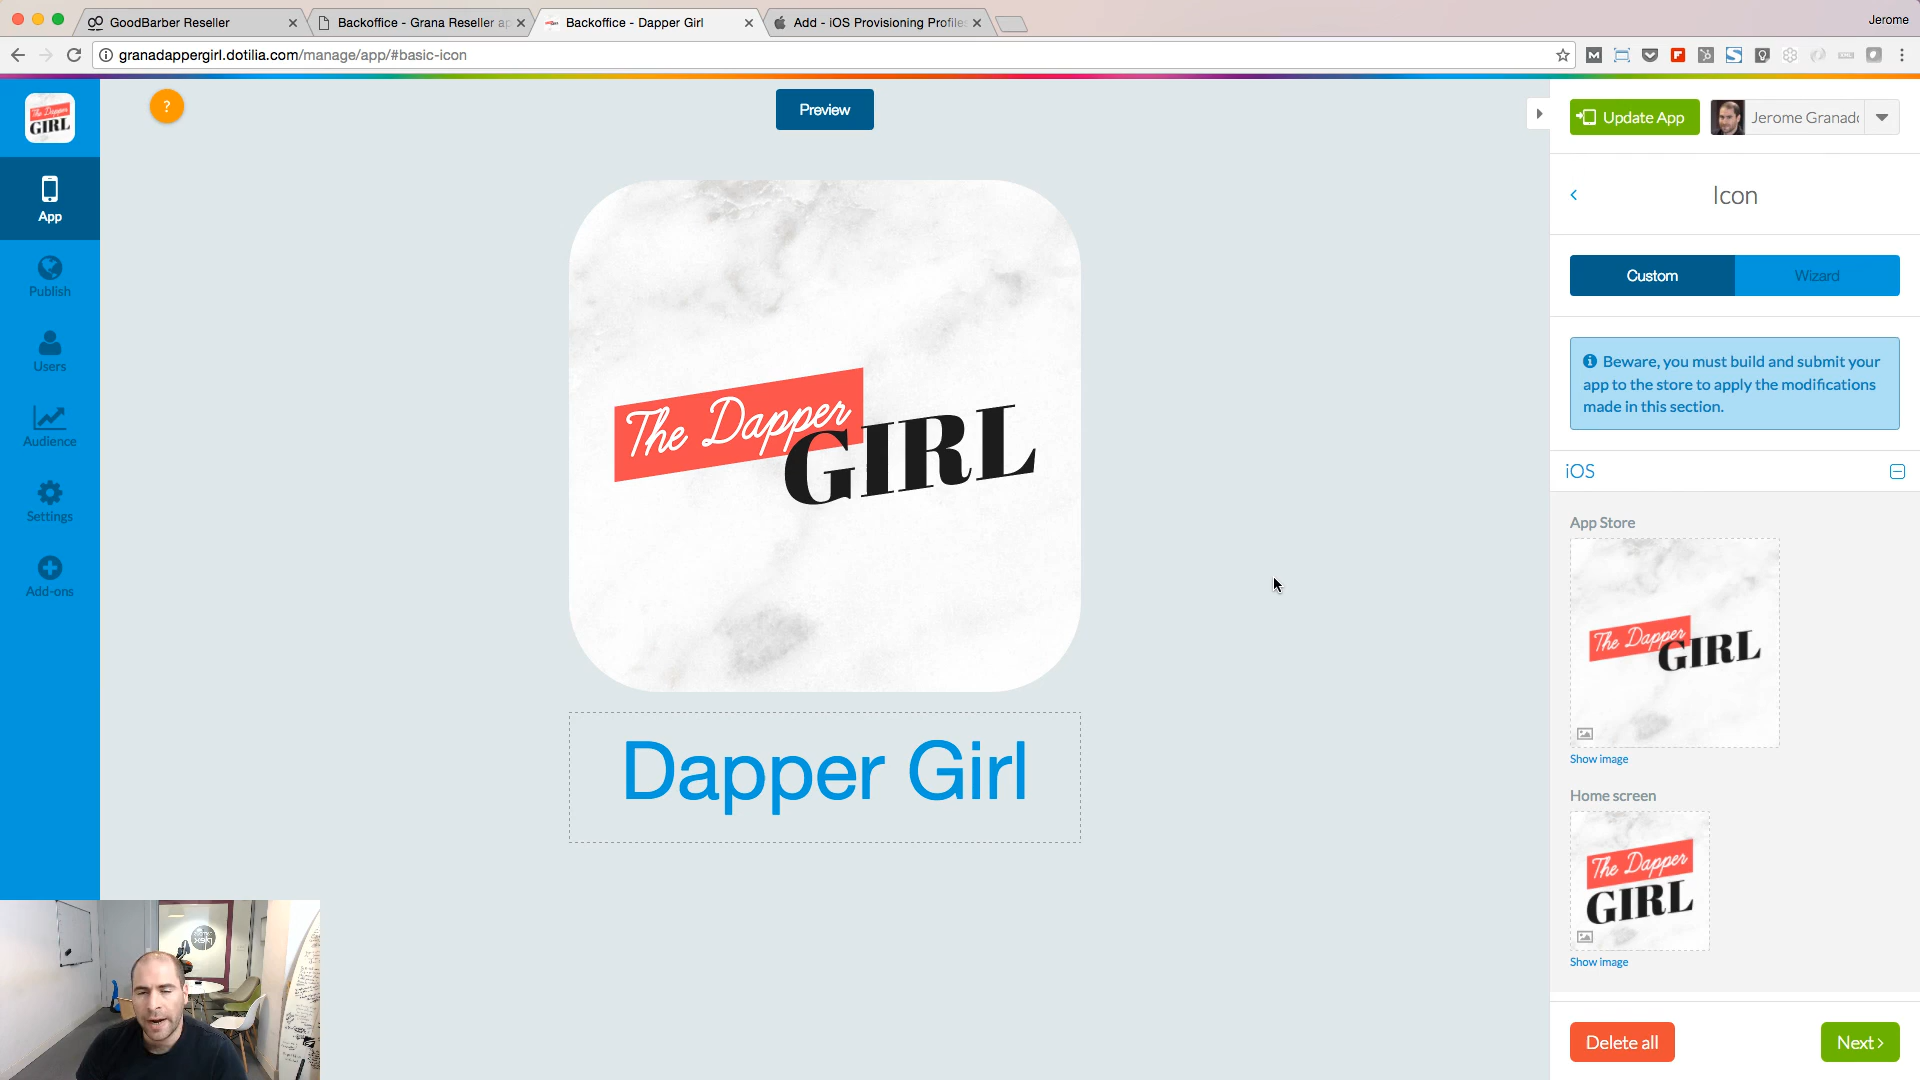 GoodBarber Reseller
Backoffice - Grana Reseller ap
Backoffice - Dapper Girl
Add - iOS Provisioning Profile
Jerome
granadappergirl.dotilia.com/manage/app/#basic-icon
The Dapper
GIRL
App
Publish
Users
Audience
Settings
Add-ons
?
Preview
The Dapper
GIRL
Dapper Girl
Update App
Jerome Granado
Icon
Custom
Wizard
Beware, you must build and submit your
app to the store to apply the modifications
made in this section.
iOS
App Store
The Dapper
GIRL
Show image
Home screen
The Dapper
GIRL
Show image
Delete all
Next